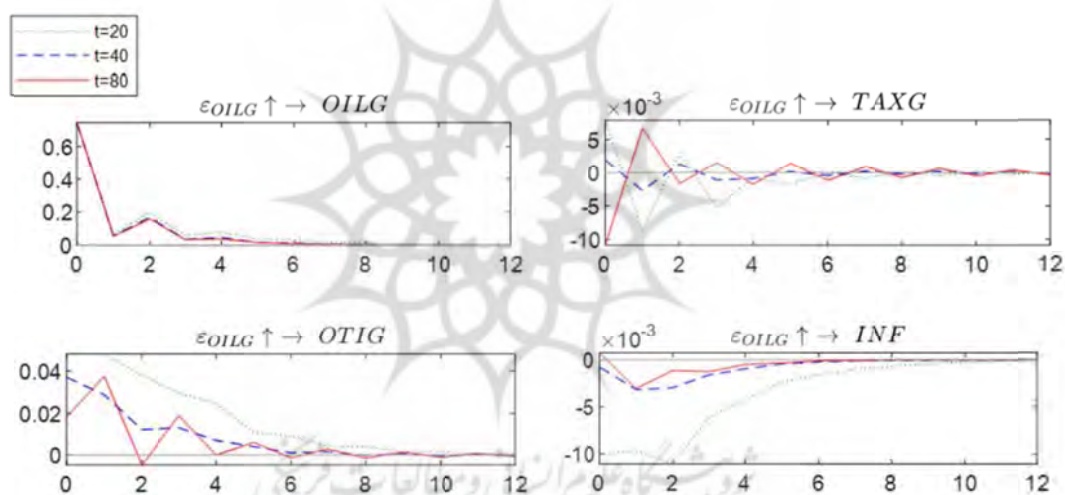 t=20
t=40
t=80
ε_OILG ↑ → OILG
0.6
0.4
0.2
0
0 2 4 6 8 10 12
ε_OILG ↑ → TAXG
×10⁻³
5
0
-5
-10
0 2 4 6 8 10 12
ε_OILG ↑ → OTIG
0.04
0.02
0
0 2 4 6 8 10 12
ε_OILG ↑ → INF
×10⁻³
0
-5
-10
0 2 4 6 8 10 12